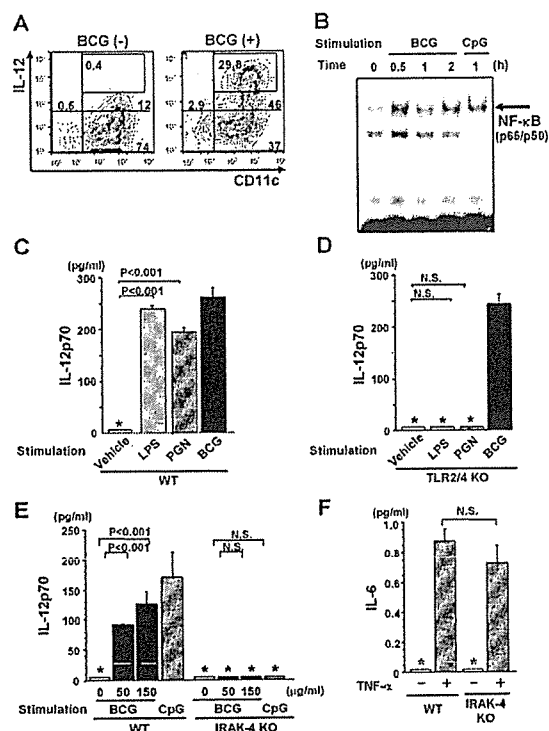 A
BCG (-)
BCG (+)
IL-12
0.4
0.5
12
74
29.8
2.9
46
37
CD11c
B
Stimulation BCG CpG
Time 0 0.5 1 2 1 (h)
NF-κB
(p65/p50)
C
(pg/ml)
P<0.001
P<0.001
IL-12p70
300
200
100
0
*
Stimulation
Vehicle
LPS
PGN
BCG
WT
D
(pg/ml)
N.S.
N.S.
IL-12p70
300
200
100
0
* * *
Stimulation
Vehicle
LPS
PGN
BCG
TLR2/4 KO
E
(pg/ml)
P<0.001
P<0.001
N.S.
N.S.
IL-12p70
250
200
150
100
50
0
* * * * *
0 50 150 0 50 150 (μg/ml)
Stimulation BCG CpG BCG CpG
WT IRAK-4 KO
F
(pg/ml)
N.S.
IL-6
1.0
0.8
0.6
0.4
0.2
0
* *
TNF-α − + − +
WT IRAK-4
KO